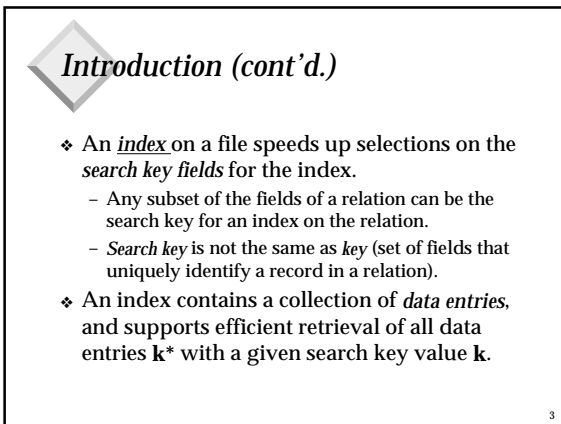 Introduction (cont’d.)
❖ An index on a file speeds up selections on the
search key fields for the index.
– Any subset of the fields of a relation can be the
search key for an index on the relation.
– Search key is not the same as key (set of fields that
uniquely identify a record in a relation).
❖ An index contains a collection of data entries,
and supports efficient retrieval of all data
entries k* with a given search key value k.
3